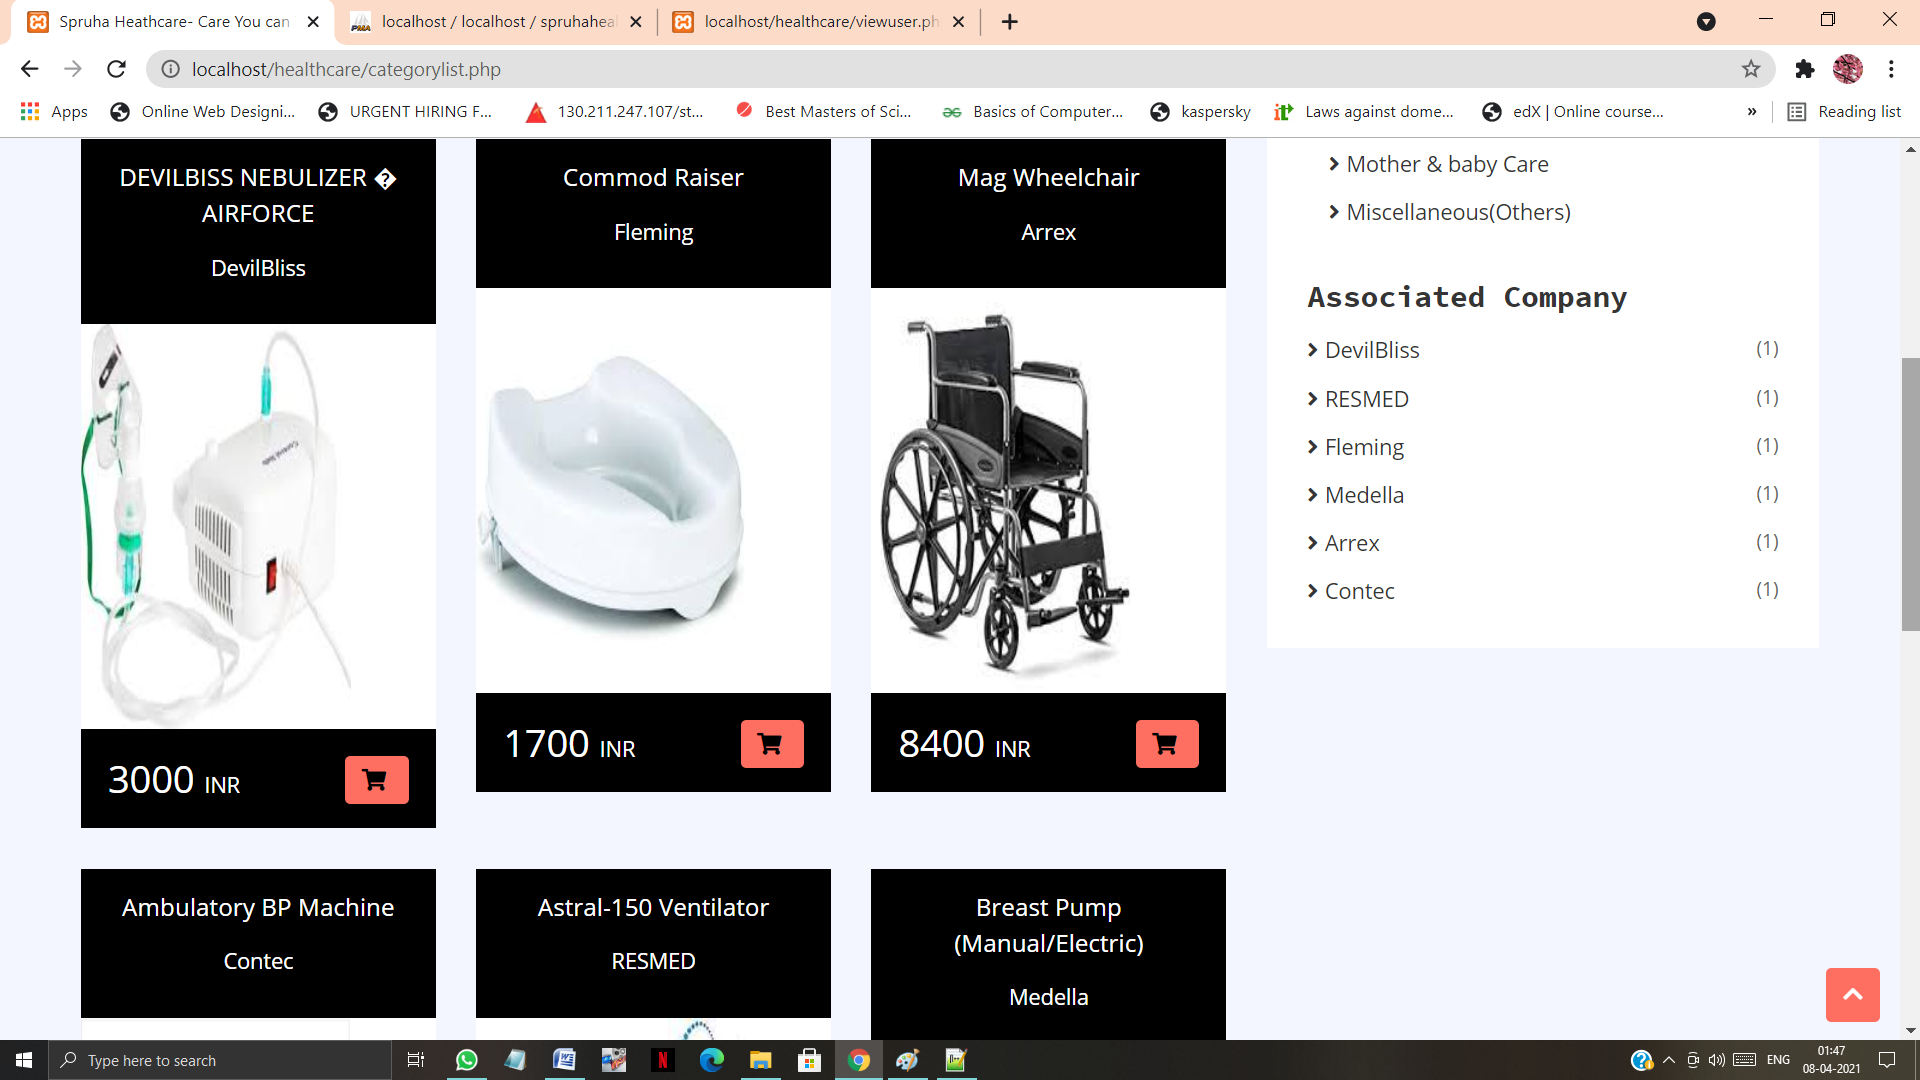 Spruha Heathcare- Care You can
localhost / localhost / spruhaheal
localhost/healthcare/viewuser.ph
localhost/healthcare/categorylist.php
Apps
Online Web Designi...
URGENT HIRING F...
130.211.247.107/st...
Best Masters of Sci...
Basics of Computer...
kaspersky
Laws against dome...
edX | Online course...
»
Reading list
DEVILBISS NEBULIZER �
AIRFORCE
DevilBliss
3000 INR
Commod Raiser
Fleming
1700 INR
Mag Wheelchair
Arrex
8400 INR
Mother & baby Care
Miscellaneous(Others)
Associated Company
DevilBliss (1)
RESMED (1)
Fleming (1)
Medella (1)
Arrex (1)
Contec (1)
Ambulatory BP Machine
Contec
Astral-150 Ventilator
RESMED
Breast Pump
(Manual/Electric)
Medella
Type here to search
ENG
01:47
08-04-2021